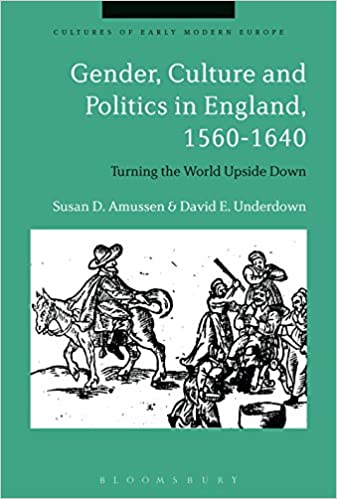 CULTURES OF EARLY MODERN EUROPE
Gender, Culture and
Politics in England,
1560-1640
Turning the World Upside Down
Susan D. Amussen & David E. Underdown
BLOOMSBURY